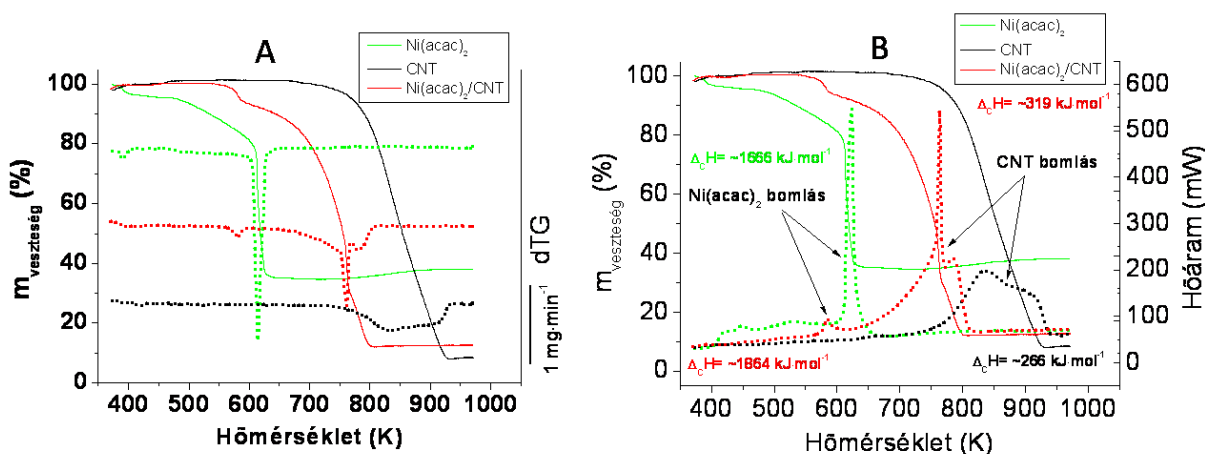 A
Ni(acac)2
CNT
Ni(acac)2/CNT
100
80
60
40
20
0
mveszteség (%)
400 500 600 700 800 900 1000
Hőmérséklet (K)
1 mg·min-1
dTG
B
Ni(acac)2
CNT
Ni(acac)2/CNT
100
80
60
40
20
0
mveszteség (%)
600
500
400
300
200
100
0
Hőáram (mW)
ΔcH= ~319 kJ·mol-1
ΔcH= ~1666 kJ·mol-1
CNT bomlás
Ni(acac)2 bomlás
ΔcH= ~1864 kJ·mol-1
ΔcH= ~266 kJ·mol-1
400 500 600 700 800 900 1000
Hőmérséklet (K)